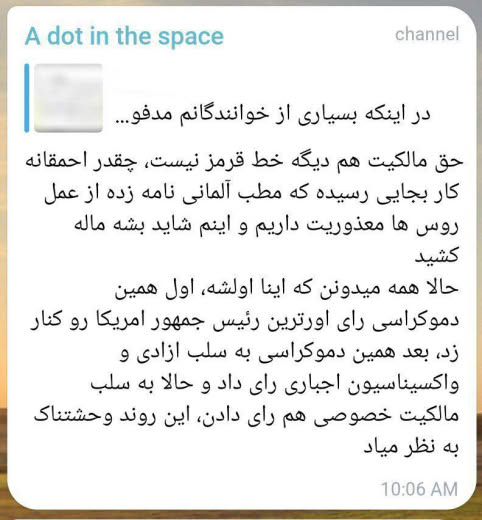 A dot in the space
channel
در اینکه بسیاری از خوانندگانم مدفو...
حق مالکیت هم دیگه خط قرمز نیست، چقدر احمقانه
کار بجایی رسیده که مطب آلمانی نامه زده از عمل
روس ها معذوریت داریم و اینم شاید بشه ماله
کشید
حالا همه میدونن که اینا اولشه، اول همین
دموکراسی رای اورترین رئیس جمهور امریکا رو کنار
زد، بعد همین دموکراسی به سلب ازادی و
واکسیناسیون اجباری رای داد و حالا به سلب
مالکیت خصوصی هم رای دادن، این روند وحشتناک
به نظر میاد
10:06 AM